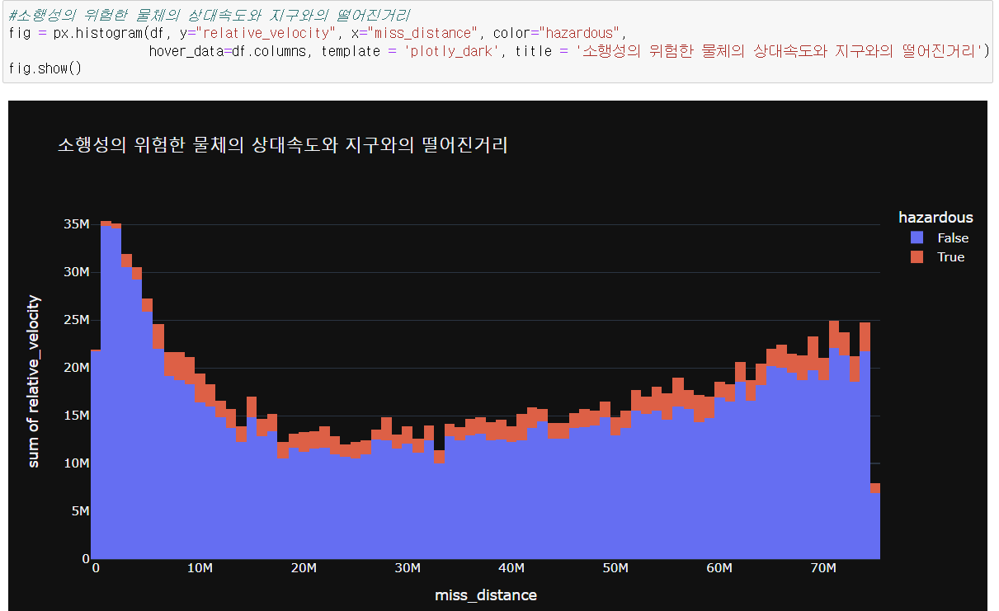 #소행성의 위험한 물체의 상대속도와 지구와의 떨어진거리
fig = px.histogram(df, y="relative_velocity", x="miss_distance", color="hazardous",
hover_data=df.columns, template = 'plotly_dark', title = '소행성의 위험한 물체의 상대속도와 지구와의 떨어진거리')
fig.show()
소행성의 위험한 물체의 상대속도와 지구와의 떨어진거리
hazardous
False
True
35M
30M
25M
20M
15M
10M
5M
0
sum of relative_velocity
0 10M 20M 30M 40M 50M 60M 70M
miss_distance